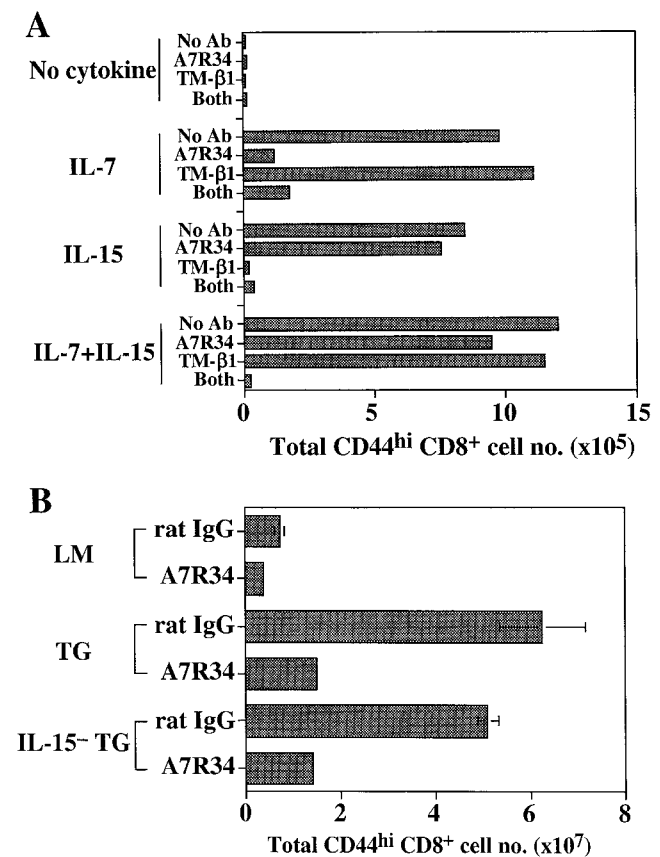 A
No cytokine
No Ab
A7R34
TM-β1
Both
IL-7
No Ab
A7R34
TM-β1
Both
IL-15
No Ab
A7R34
TM-β1
Both
IL-7+IL-15
No Ab
A7R34
TM-β1
Both
0 5 10 15
Total CD44hi CD8+ cell no. (x105)
B
LM
rat IgG
A7R34
TG
rat IgG
A7R34
IL-15– TG
rat IgG
A7R34
0 2 4 6 8
Total CD44hi CD8+ cell no. (x107)